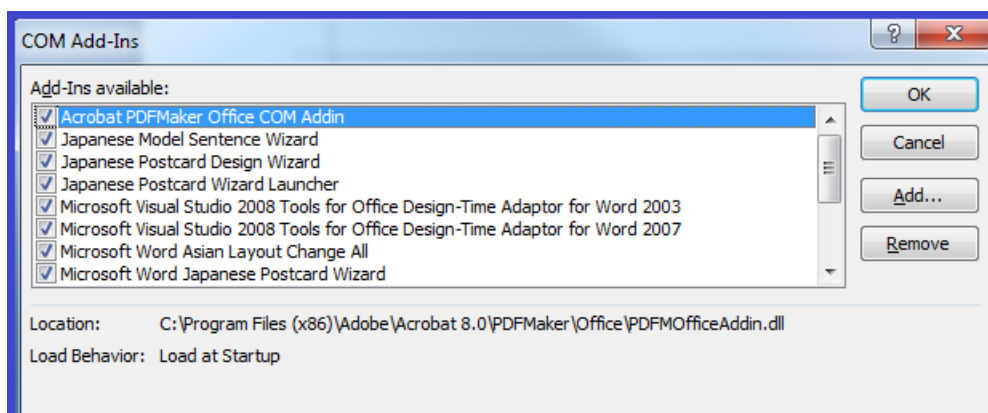 COM Add-Ins
?
X
Add-Ins available:
Acrobat PDFMaker Office COM Addin
Japanese Model Sentence Wizard
Japanese Postcard Design Wizard
Japanese Postcard Wizard Launcher
Microsoft Visual Studio 2008 Tools for Office Design-Time Adaptor for Word 2003
Microsoft Visual Studio 2008 Tools for Office Design-Time Adaptor for Word 2007
Microsoft Word Asian Layout Change All
Microsoft Word Japanese Postcard Wizard
OK
Cancel
Add...
Remove
Location: C:\Program Files (x86)\Adobe\Acrobat 8.0\PDFMaker\Office\PDFMOfficeAddin.dll
Load Behavior: Load at Startup